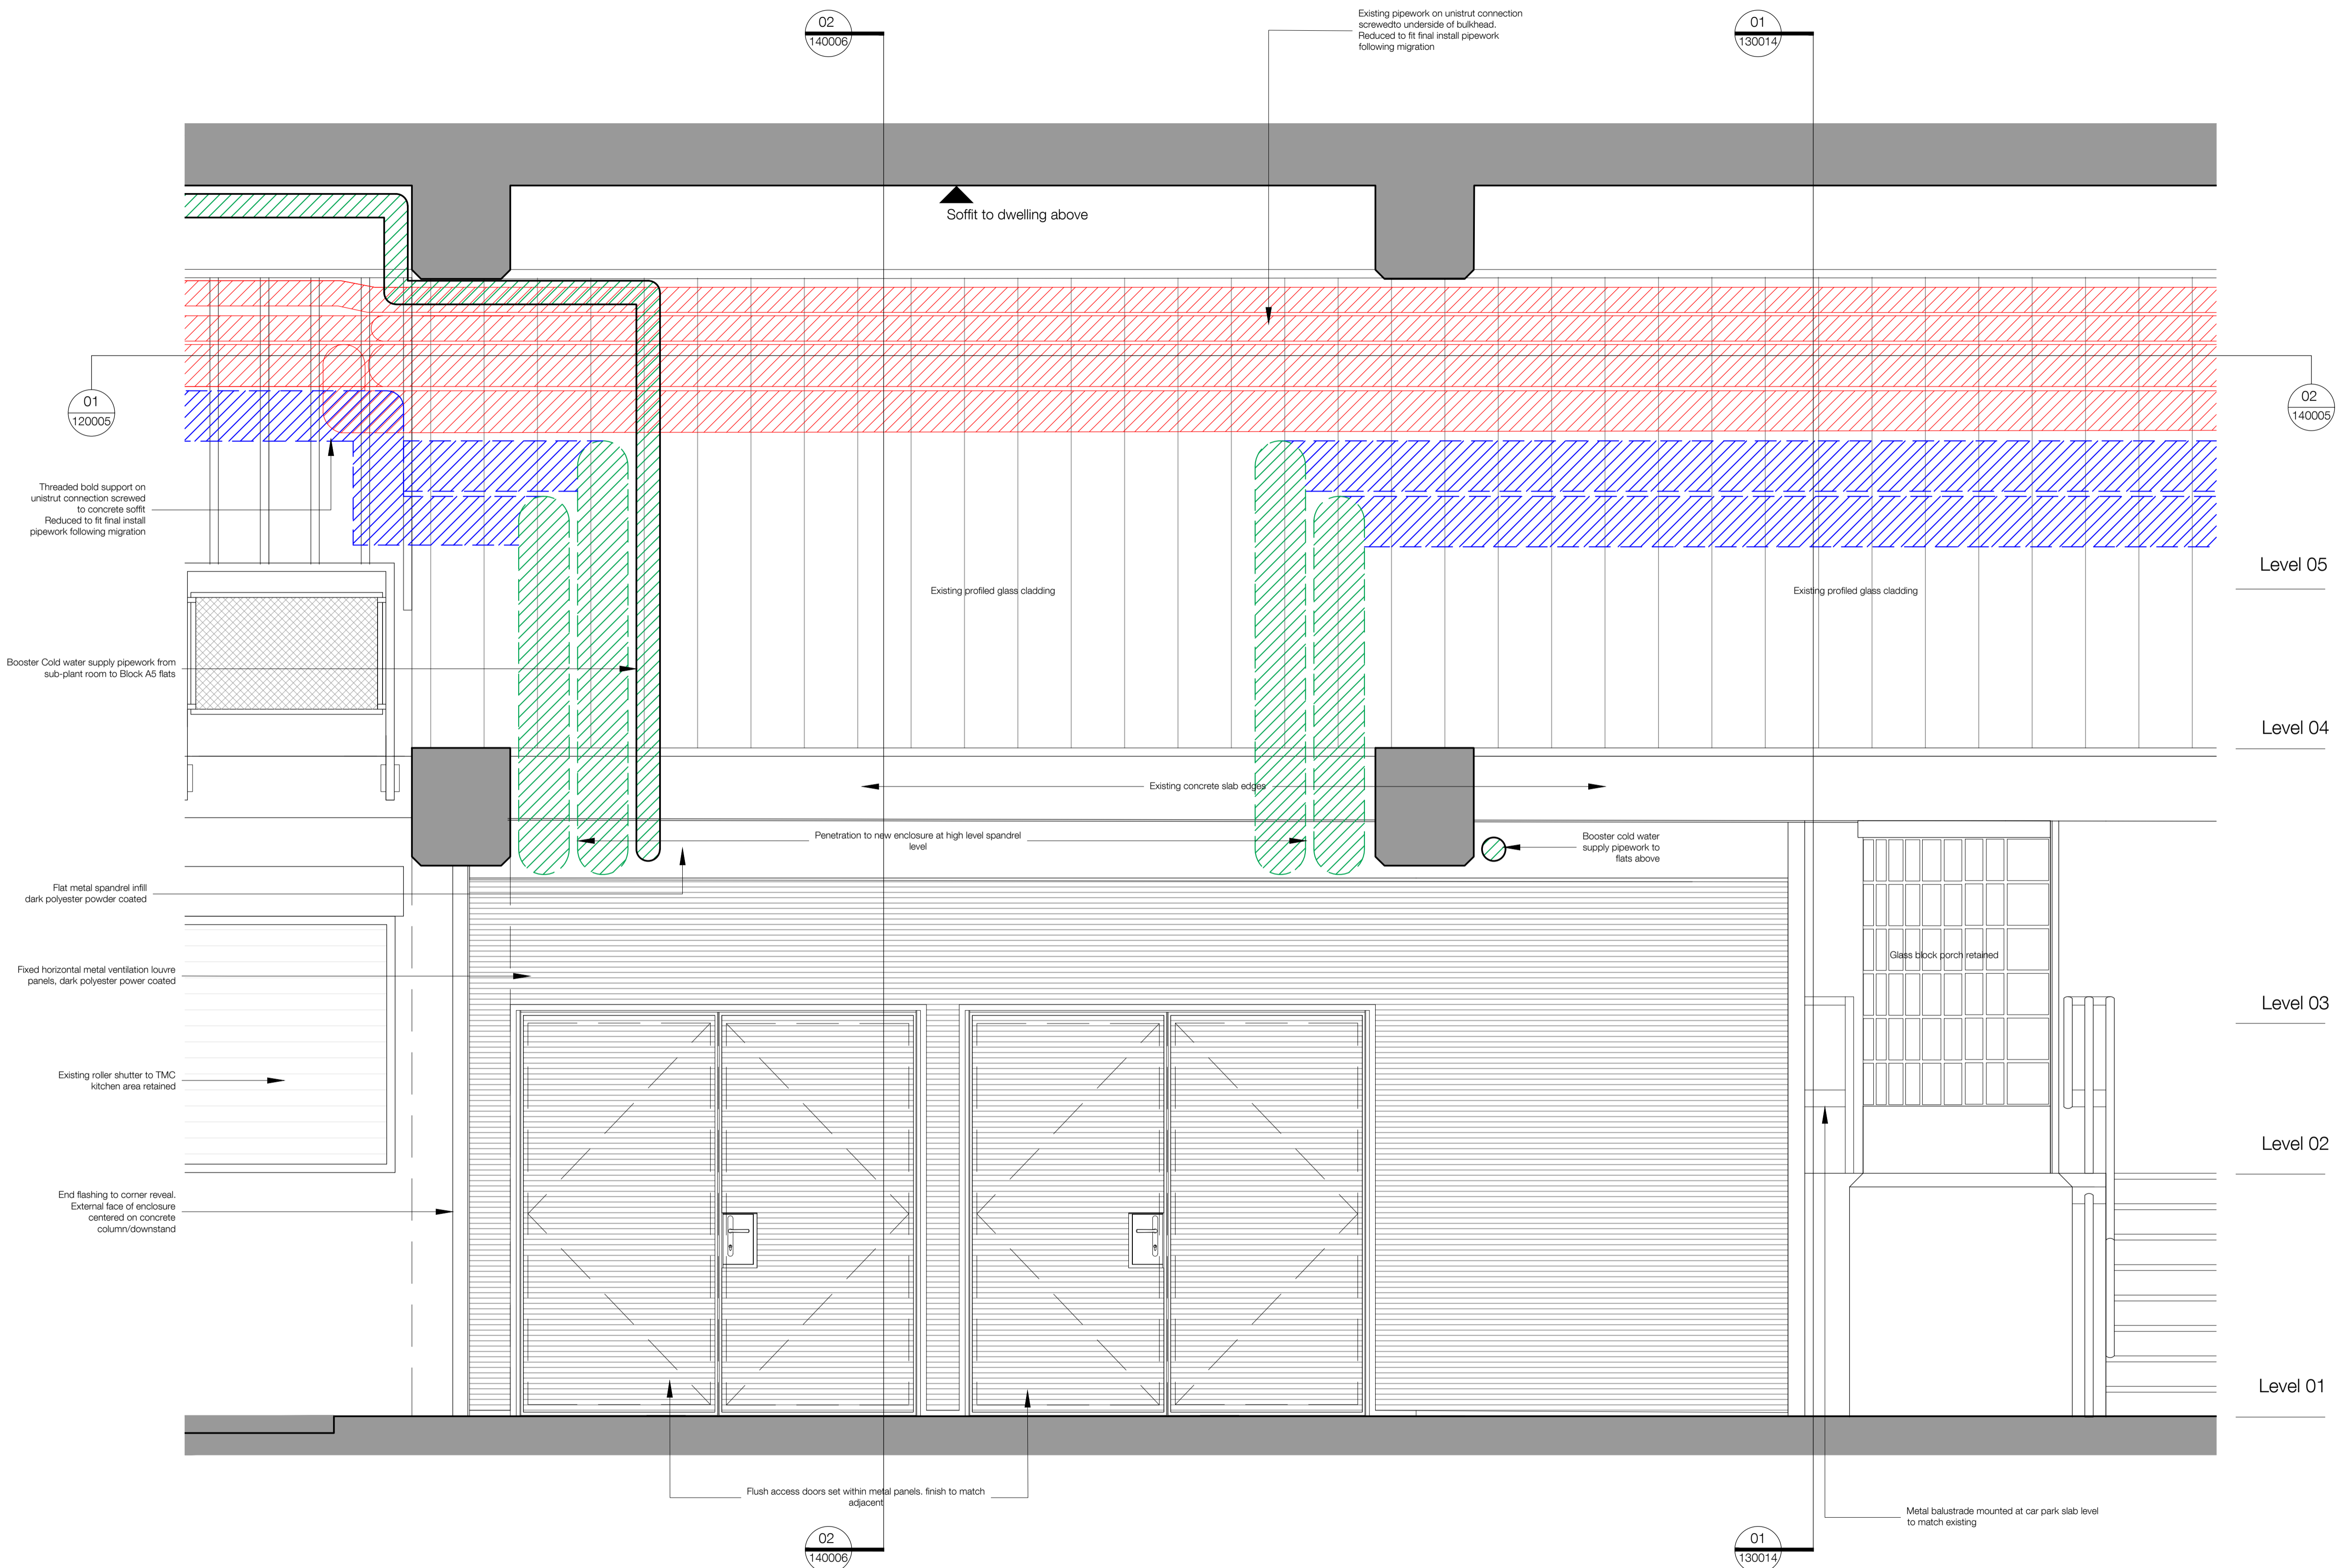 02
140006
Existing pipework on unistrut connection
screwedto underside of bulkhead.
Reduced to fit final install pipework
following migration
01
130014
Soffit to dwelling above
01
120005
02
140005
Threaded bold support on
unistrut connection screwed
to concrete soffit
Reduced to fit final install
pipework following migration
Level 05
Existing profiled glass cladding
Existing profiled glass cladding
Booster Cold water supply pipework from
sub-plant room to Block A5 flats
Level 04
Existing concrete slab edges
Penetration to new enclosure at high level spandrel
level
Booster cold water
supply pipework to
flats above
Flat metal spandrel infill
dark polyester powder coated
Glass block porch retained
Fixed horizontal metal ventilation louvre
panels, dark polyester power coated
Level 03
Existing roller shutter to TMC
kitchen area retained
Level 02
End flashing to corner reveal.
External face of enclosure
centered on concrete
column/downstand
Level 01
Flush access doors set within metal panels. finish to match
adjacent
Metal balustrade mounted at car park slab level
to match existing
02
140006
01
130014